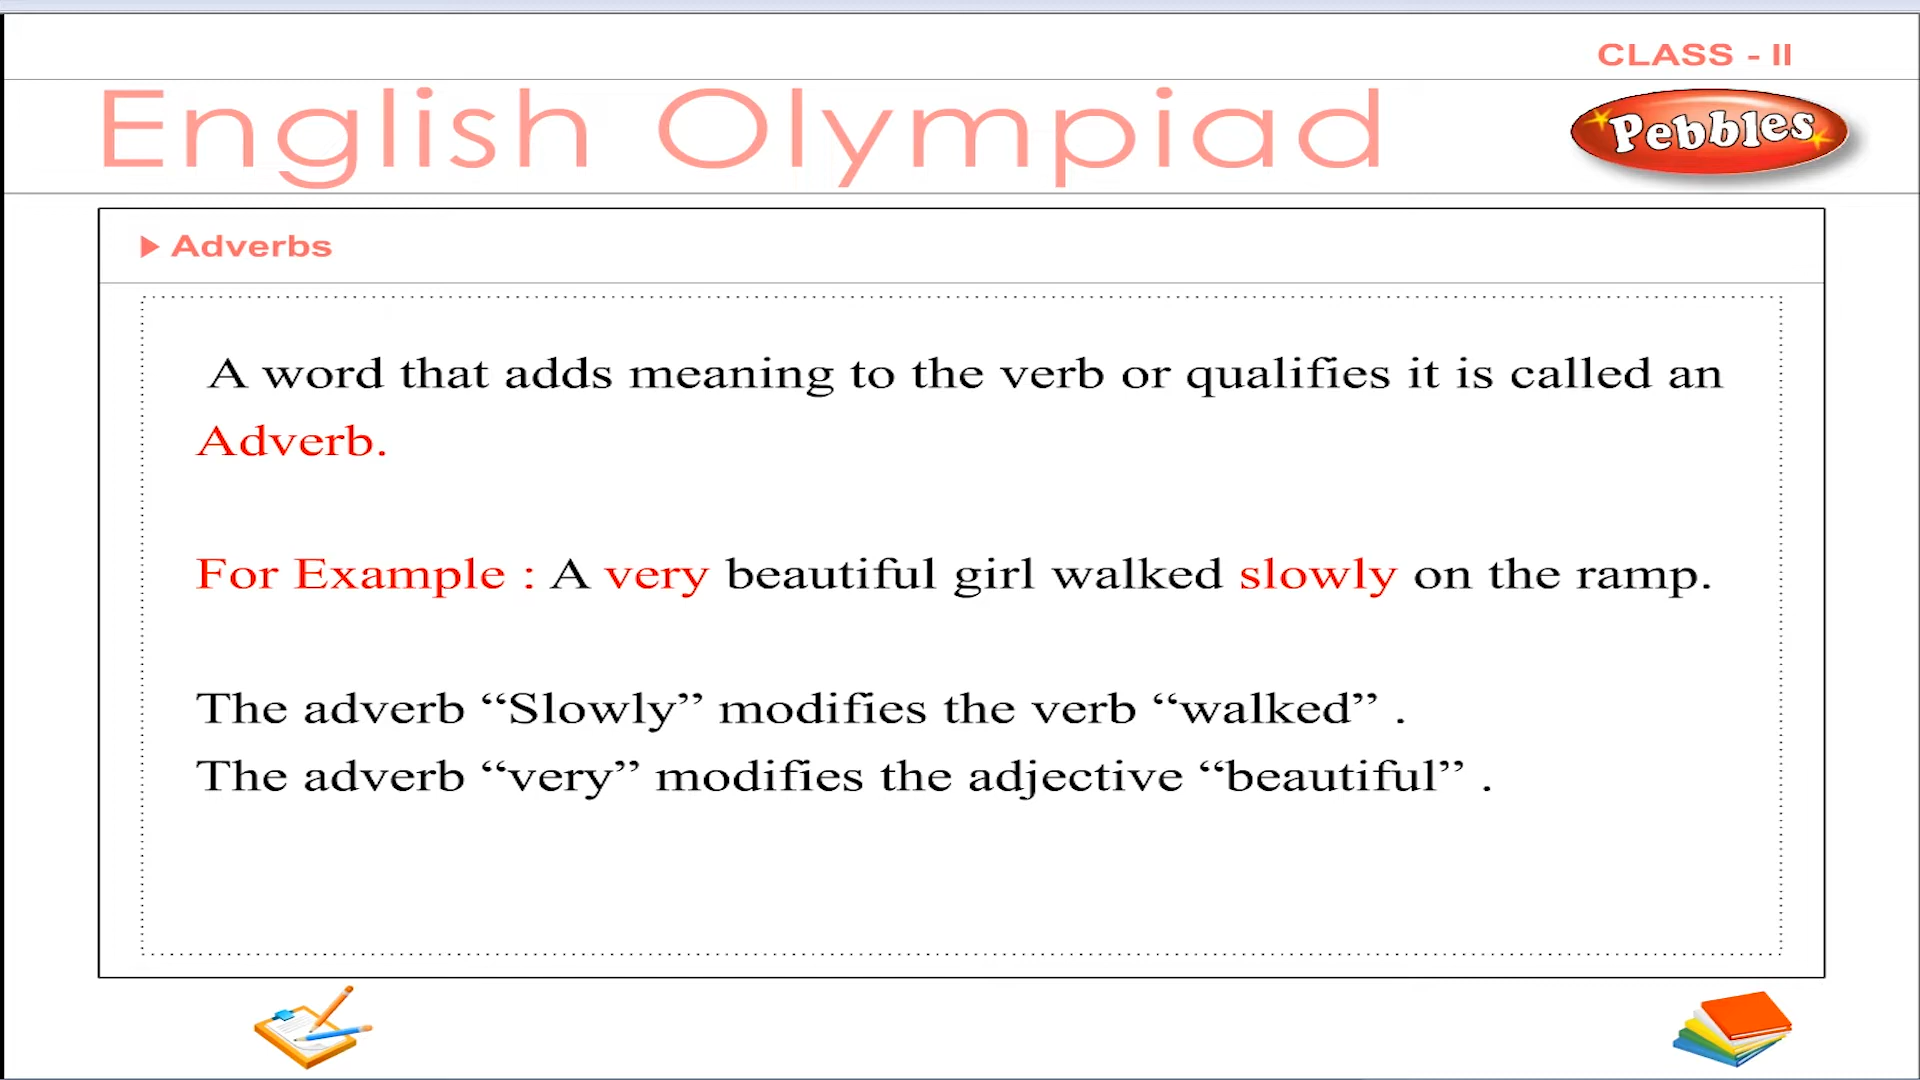 CLASS - II
English Olympiad
Pebbles
Adverbs
A word that adds meaning to the verb or qualifies it is called an
Adverb.
For Example : A very beautiful girl walked slowly on the ramp.
The adverb “Slowly” modifies the verb “walked” .
The adverb “very” modifies the adjective “beautiful” .